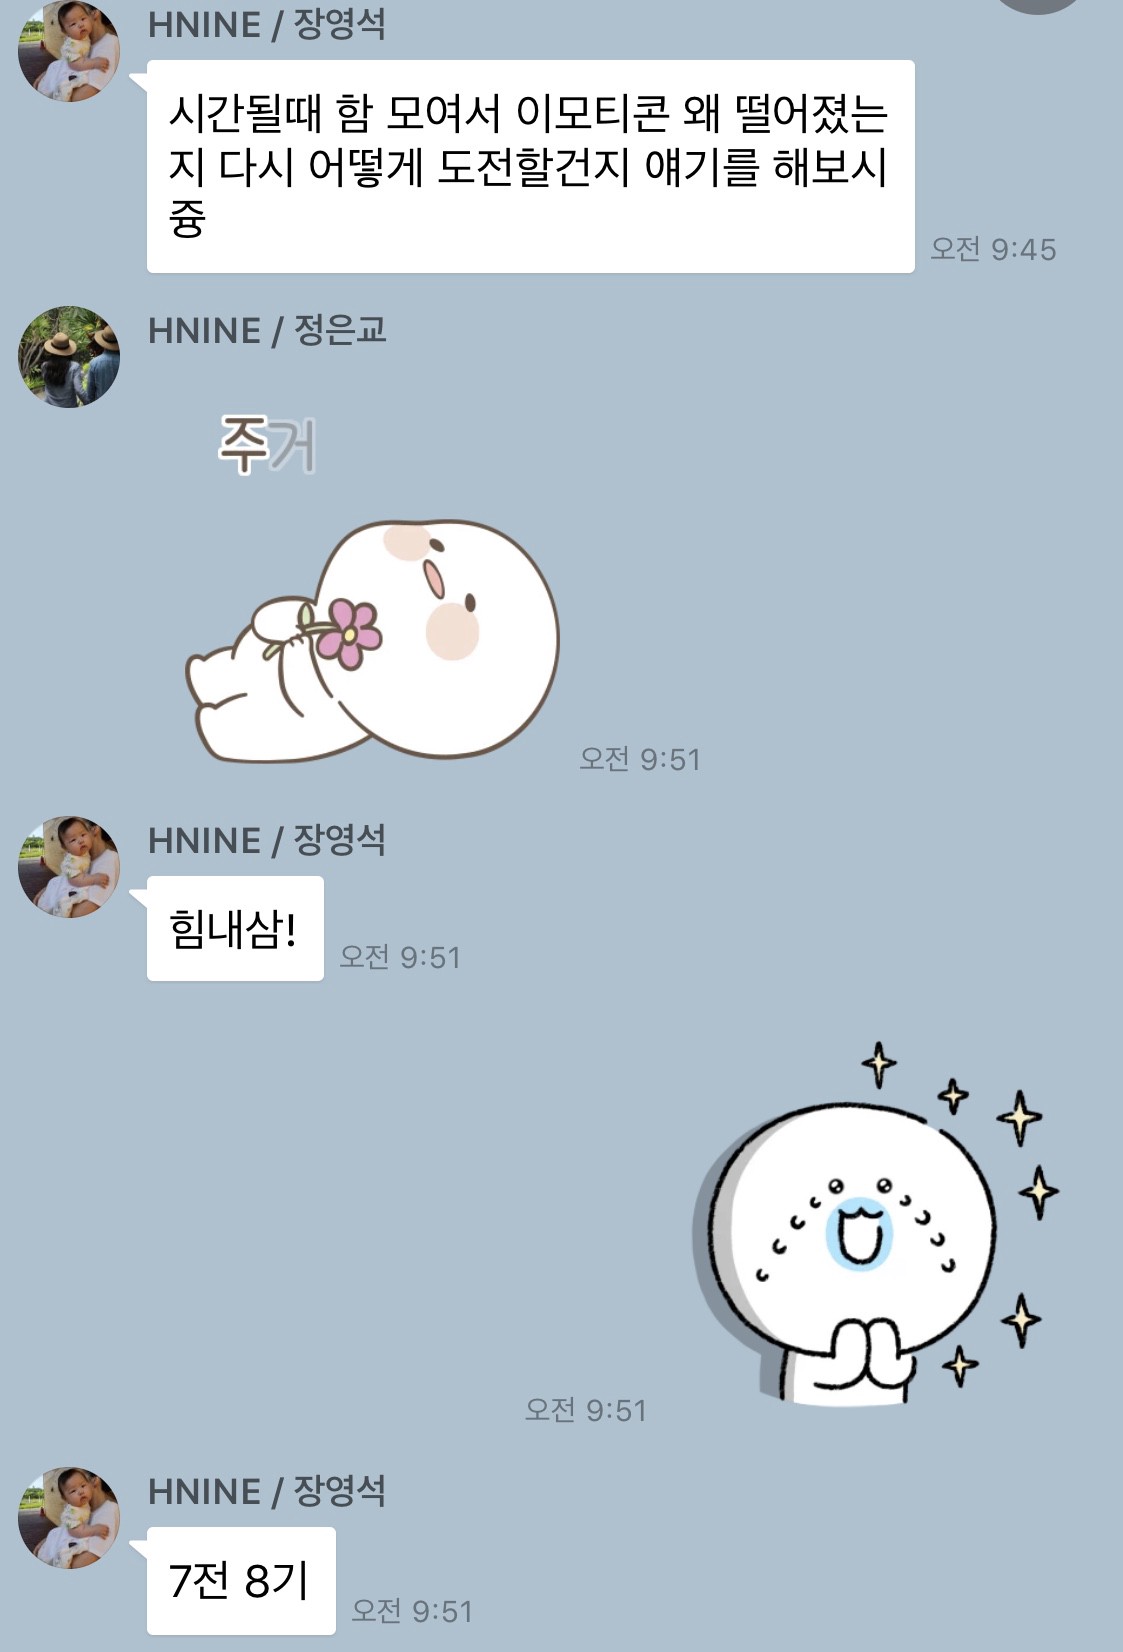 HNINE / 장영석
시간될때 함 모여서 이모티콘 왜 떨어졌는
지 다시 어떻게 도전할건지 얘기를 해보시
즁
오전 9:45
HNINE / 정은교
주거
오전 9:51
HNINE / 장영석
힘내삼!
오전 9:51
오전 9:51
HNINE / 장영석
7전 8기
오전 9:51